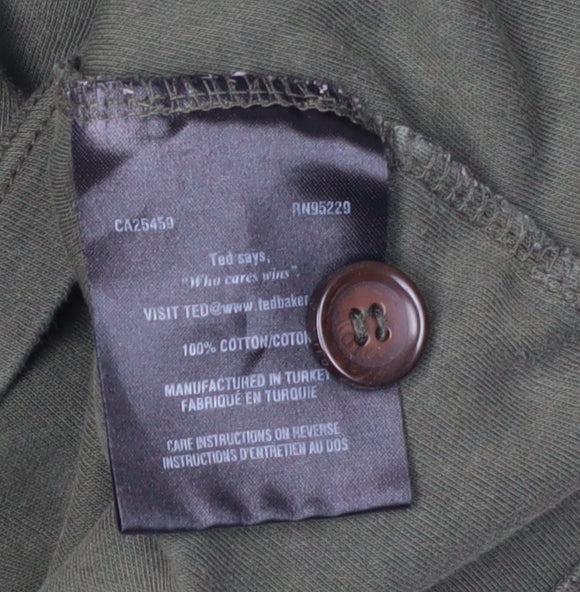 CA25459 RN95229
Ted says,
"Who cares wins".
VISIT TED@www.tedbaker
100% COTTON/COTON
MANUFACTURED IN TURKEY
FABRIQUÉ EN TURQUIE
CARE INSTRUCTIONS ON REVERSE
INSTRUCTIONS D'ENTRETIEN AU DOS